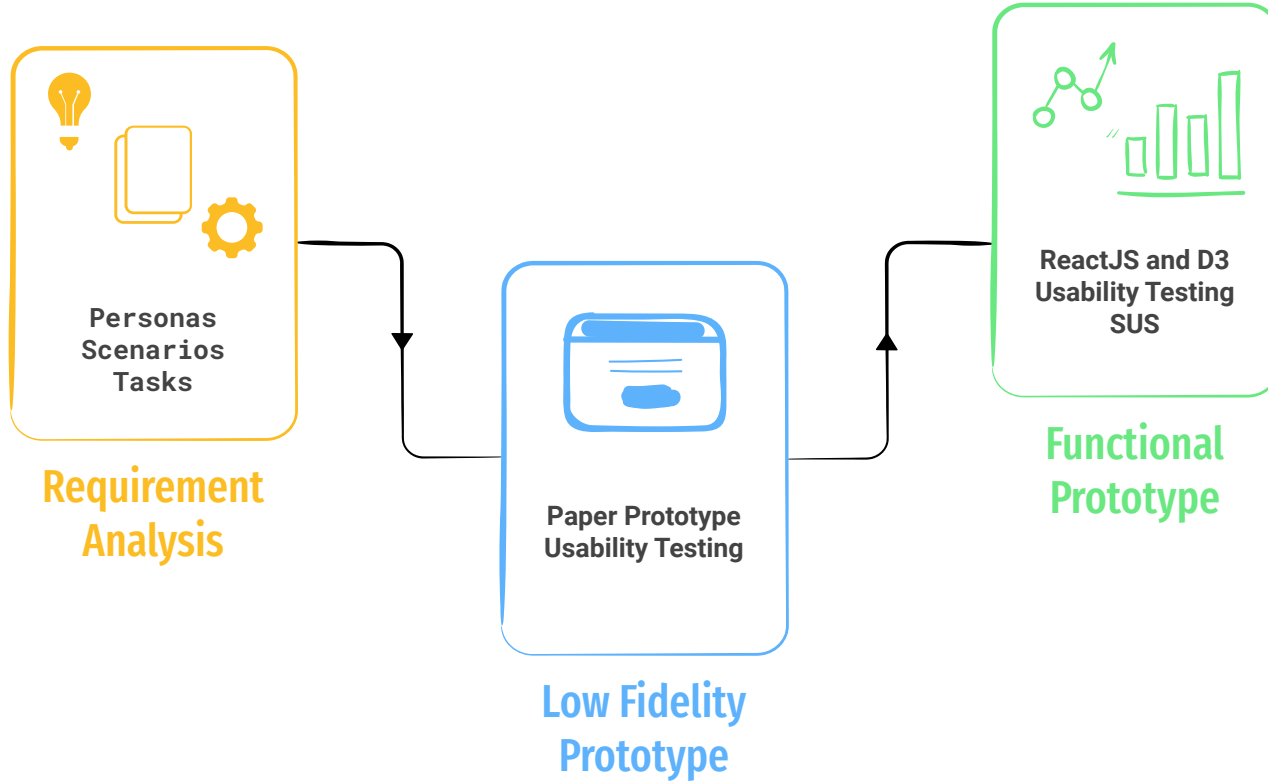 Personas
Scenarios
Tasks
Requirement
Analysis
Paper Prototype
Usability Testing
Low Fidelity
Prototype
ReactJS and D3
Usability Testing
SUS
Functional
Prototype